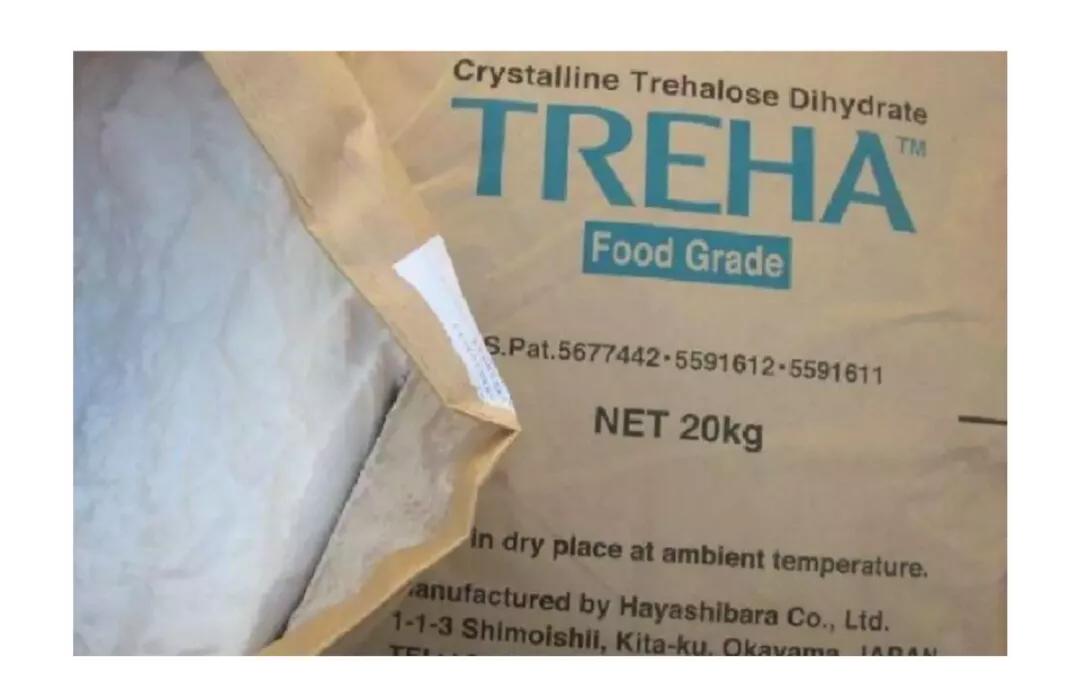 Crystalline Trehalose Dihydrate
TREHA™
Food Grade
S.Pat.5677442·5591612·5591611
NET 20kg
in dry place at ambient temperature.
anufactured by Hayashibara Co., Ltd.
1-1-3 Shimoishii, Kita-ku, Okayama, JAPAN